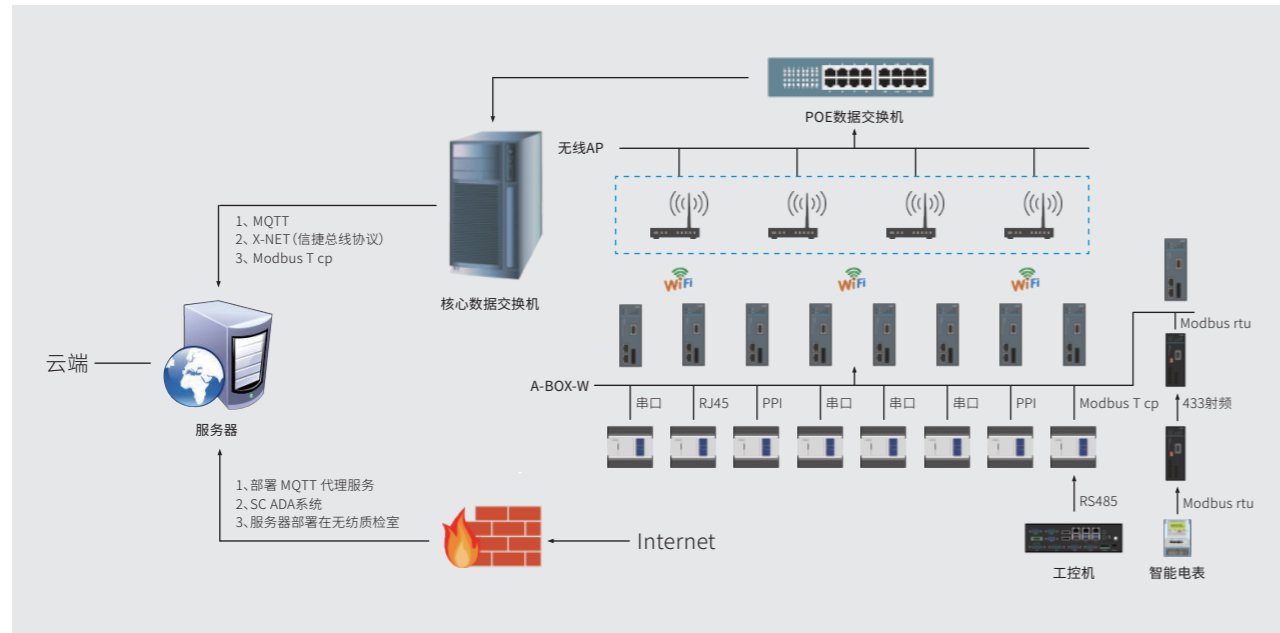 POE数据交换机
无线AP
1、MQTT
2、X-NET（信捷总线协议）
3、Modbus T cp
核心数据交换机
WiFi
WiFi
WiFi
Modbus rtu
云端
A-BOX-W
串口
RJ45
PPI
串口
串口
串口
PPI
Modbus T cp
433射频
服务器
1、部署 MQTT 代理服务
2、SC ADA系统
3、服务器部署在无纺质检室
Internet
RS485
Modbus rtu
工控机
智能电表